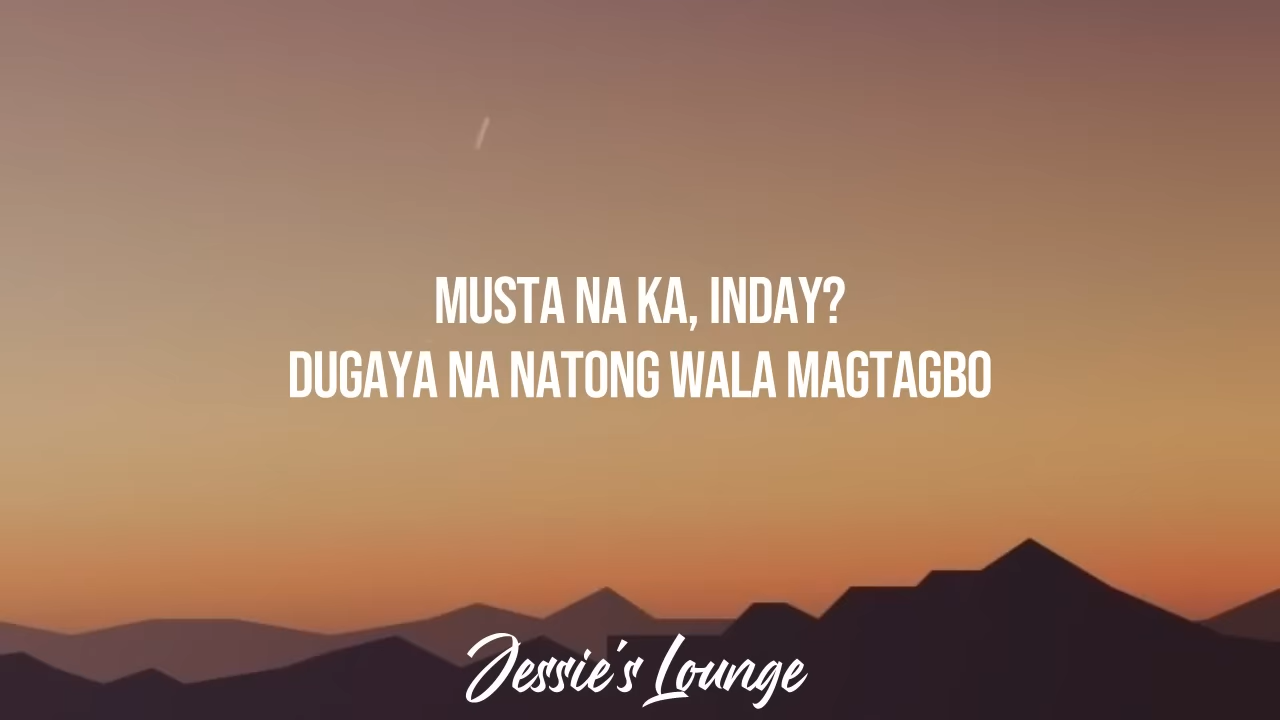 MUSTA NA KA, INDAY?
DUGAYA NA NATONG WALA MAGTAGBO
Jessie's Lounge